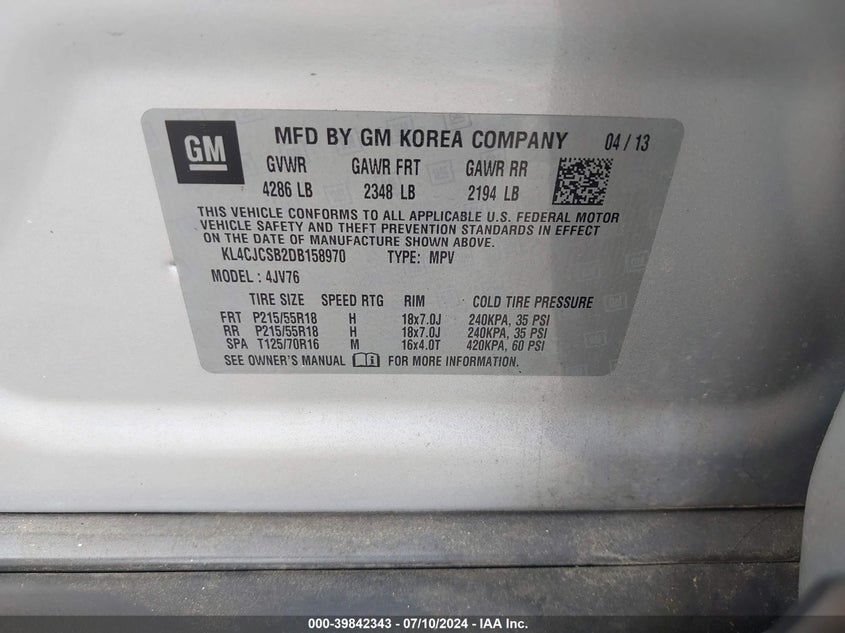 GM
MFD BY GM KOREA COMPANY 04 / 13
GVWR GAWR FRT GAWR RR
4286 LB 2348 LB 2194 LB
THIS VEHICLE CONFORMS TO ALL APPLICABLE U.S. FEDERAL MOTOR
VEHICLE SAFETY AND THEFT PREVENTION STANDARDS IN EFFECT
ON THE DATE OF MANUFACTURE SHOWN ABOVE.
KL4CJCSB2DB158970 TYPE: MPV
MODEL : 4JV76
TIRE SIZE SPEED RTG RIM COLD TIRE PRESSURE
FRT P215/55R18 H 18x7.0J 240KPA, 35 PSI
RR P215/55R18 H 18x7.0J 240KPA, 35 PSI
SPA T125/70R16 M 16x4.0T 420KPA, 60 PSI
SEE OWNER'S MANUAL FOR MORE INFORMATION.
000-39842343 - 07/10/2024 - IAA Inc.